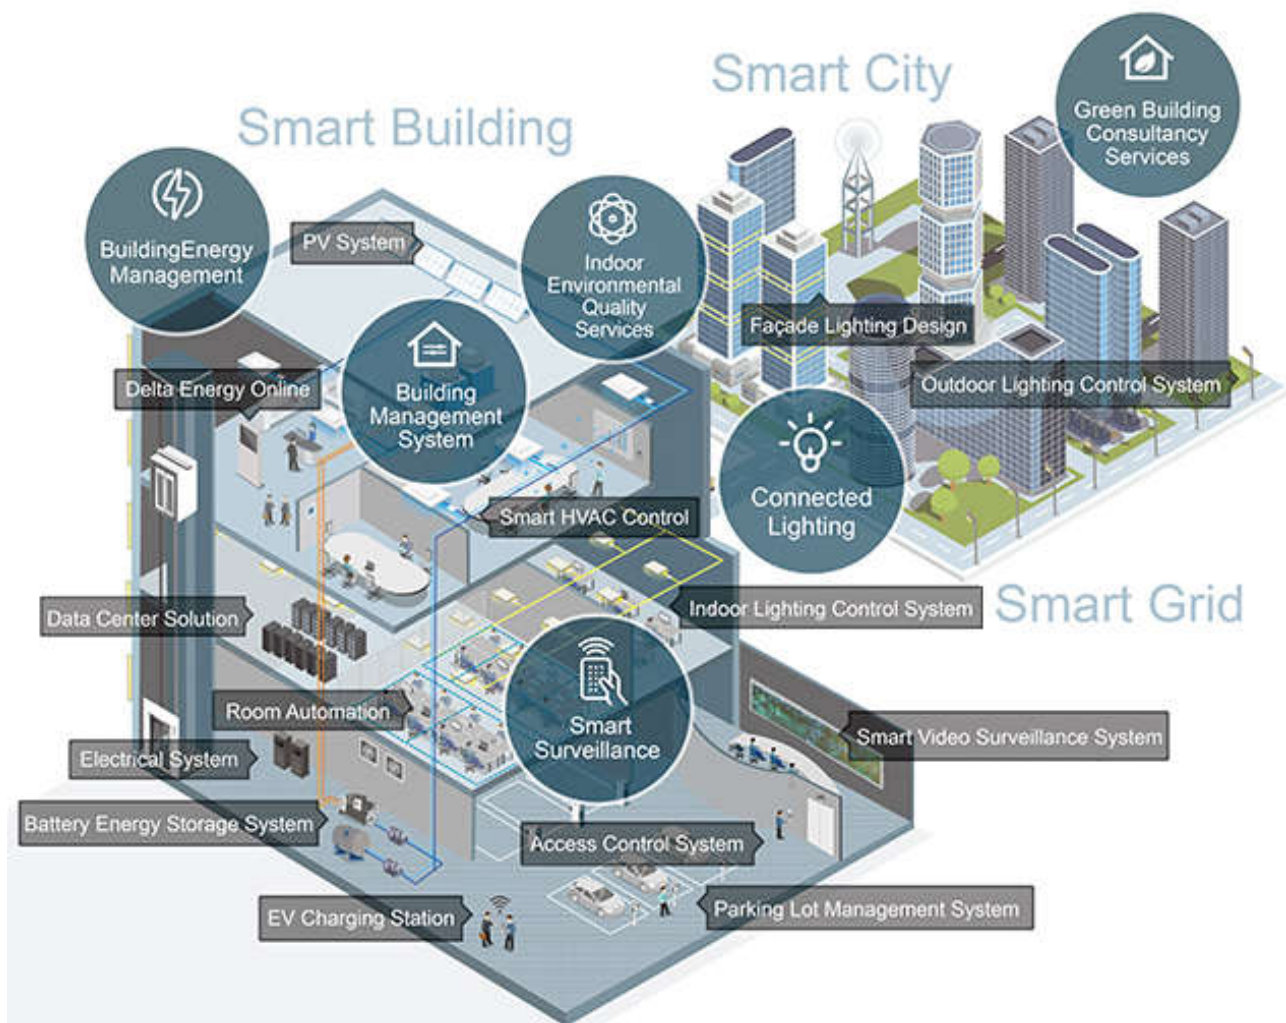 Smart City
Green Building
Consultancy
Services
Smart Building
BuildingEnergy
Management
PV System
Indoor
Environmental
Quality
Services
Façade Lighting Design
Delta Energy Online
Building
Management
System
Outdoor Lighting Control System
Connected
Lighting
Smart HVAC Control
Data Center Solution
Indoor Lighting Control System
Smart Grid
Room Automation
Smart
Surveillance
Electrical System
Smart Video Surveillance System
Battery Energy Storage System
Access Control System
EV Charging Station
Parking Lot Management System